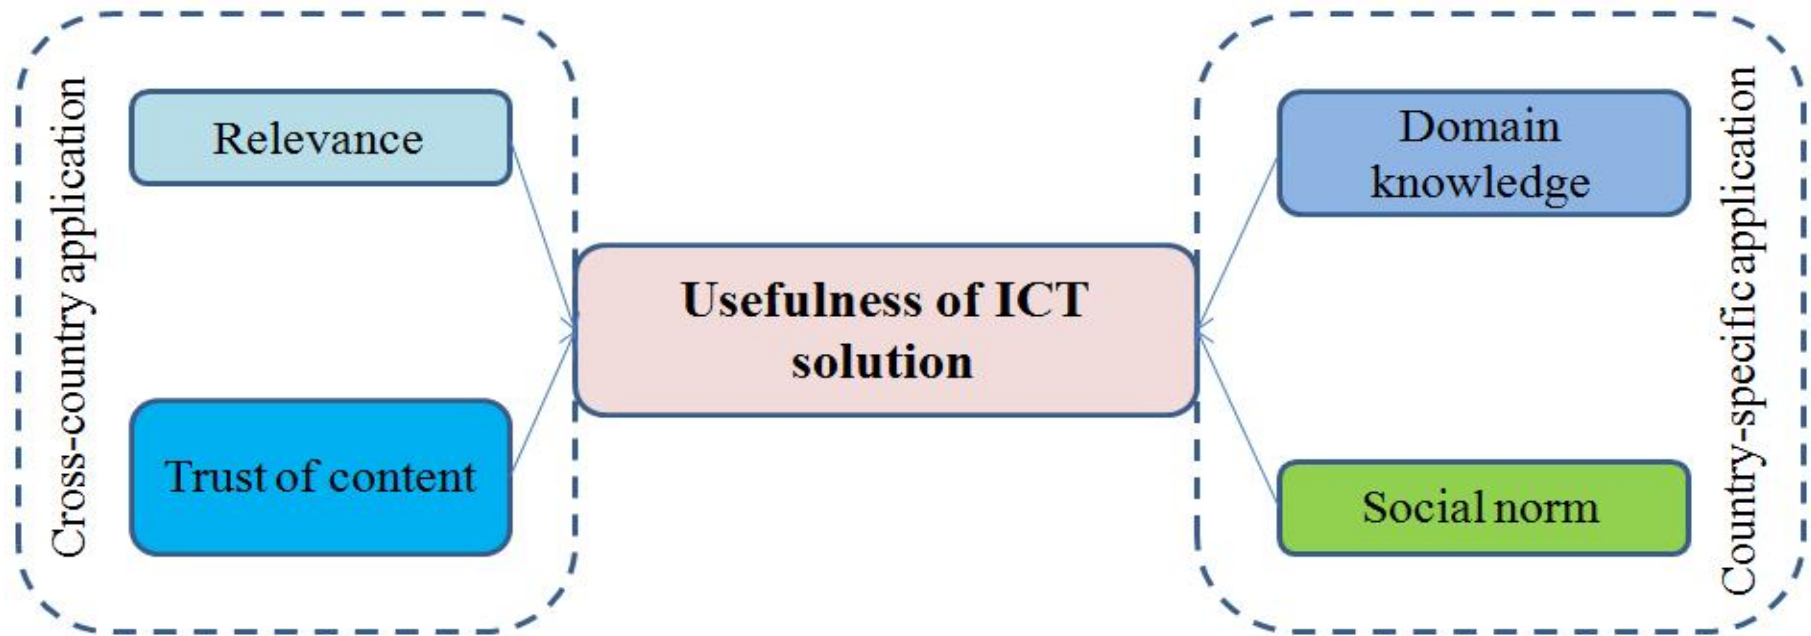 Cross-country application
Relevance
Trust of content
Usefulness of ICT
solution
Domain
knowledge
Social norm
Country-specific application